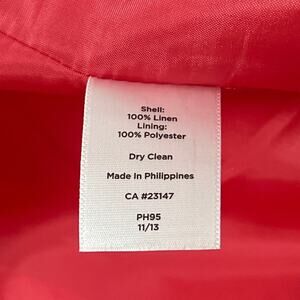 Shell:
100% Linen
Lining:
100% Polyester
Dry Clean
Made In Philippines
CA #23147
PH95
11/13